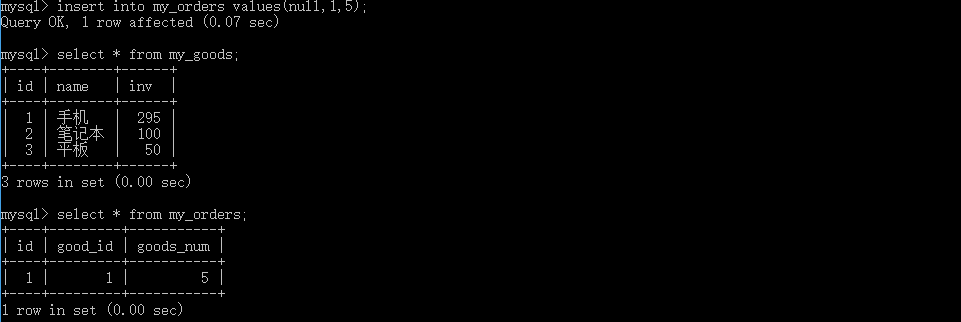 mysql> insert into my_orders values(null,1,5);
Query OK, 1 row affected (0.07 sec)
mysql> select * from my_goods;
+----+--------+------+
| id | name   | inv  |
+----+--------+------+
|  1 | 手机   |  295 |
|  2 | 笔记本 |  100 |
|  3 | 平板   |   50 |
+----+--------+------+
3 rows in set (0.00 sec)
mysql> select * from my_orders;
+----+---------+-----------+
| id | good_id | goods_num |
+----+---------+-----------+
|  1 |       1 |         5 |
+----+---------+-----------+
1 row in set (0.00 sec)